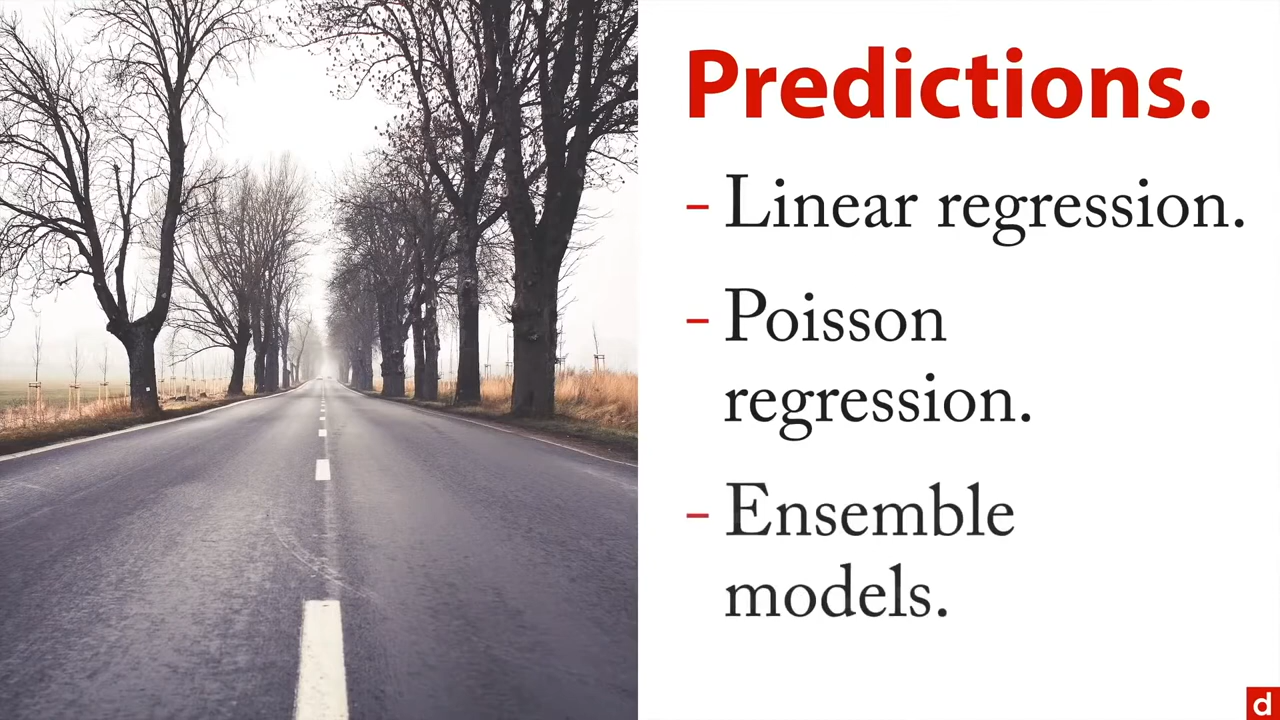 Predictions.
- Linear regression.
- Poisson
regression.
- Ensemble
models.
d